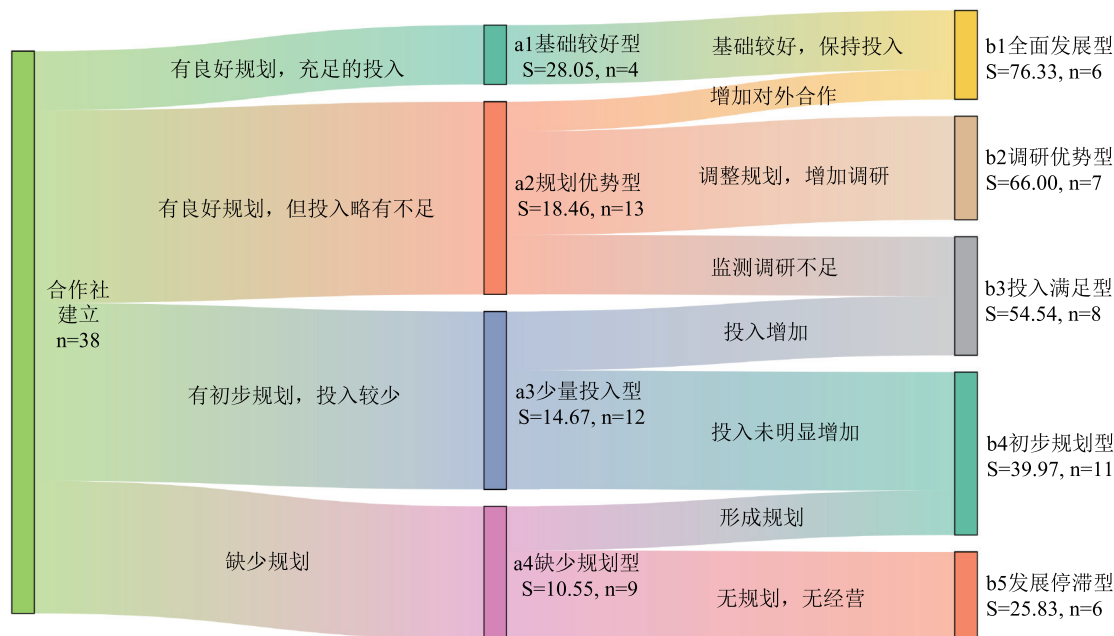 合作社
建立
n=38
有良好规划，充足的投入
有良好规划，但投入略有不足
有初步规划，投入较少
缺少规划
a1基础较好型
S=28.05, n=4
a2规划优势型
S=18.46, n=13
a3少量投入型
S=14.67, n=12
a4缺少规划型
S=10.55, n=9
基础较好，保持投入
增加对外合作
调整规划，增加调研
监测调研不足
投入增加
投入未明显增加
形成规划
无规划，无经营
b1全面发展型
S=76.33, n=6
b2调研优势型
S=66.00, n=7
b3投入满足型
S=54.54, n=8
b4初步规划型
S=39.97, n=11
b5发展停滞型
S=25.83, n=6